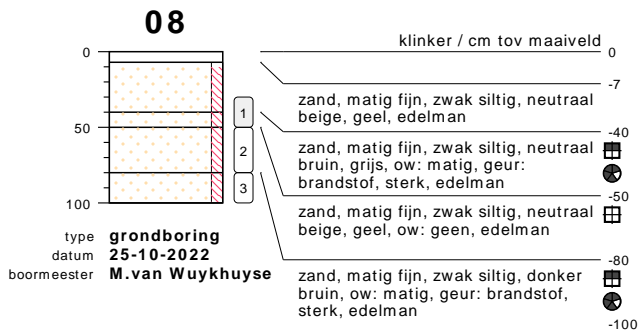 08
klinker / cm tov maaiveld
0
0
-7
zand, matig fijn, zwak siltig, neutraal
beige, geel, edelman
-40
1
50
zand, matig fijn, zwak siltig, neutraal
bruin, grijs, ow: matig, geur:
brandstof, sterk, edelman
-50
2
zand, matig fijn, zwak siltig, neutraal
beige, geel, ow: geen, edelman
-80
3
100
zand, matig fijn, zwak siltig, donker
bruin, ow: matig, geur: brandstof,
sterk, edelman
-100
type grondboring
datum 25-10-2022
boormeester M.van Wuykhuyse